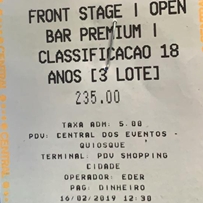 FRONT STAGE | OPEN
BAR PREMIUM |
CLASSIFICACAO 18
ANOS [3 LOTE]
235.00
TAXA ADM: 5.00
PDV: CENTRAL DOS EVENTOS -
QUIOSQUE
TERMINAL: PDV SHOPPING
CIDADE
OPERADOR: EDER
PAG: DINHEIRO
16/02/2019 12:30